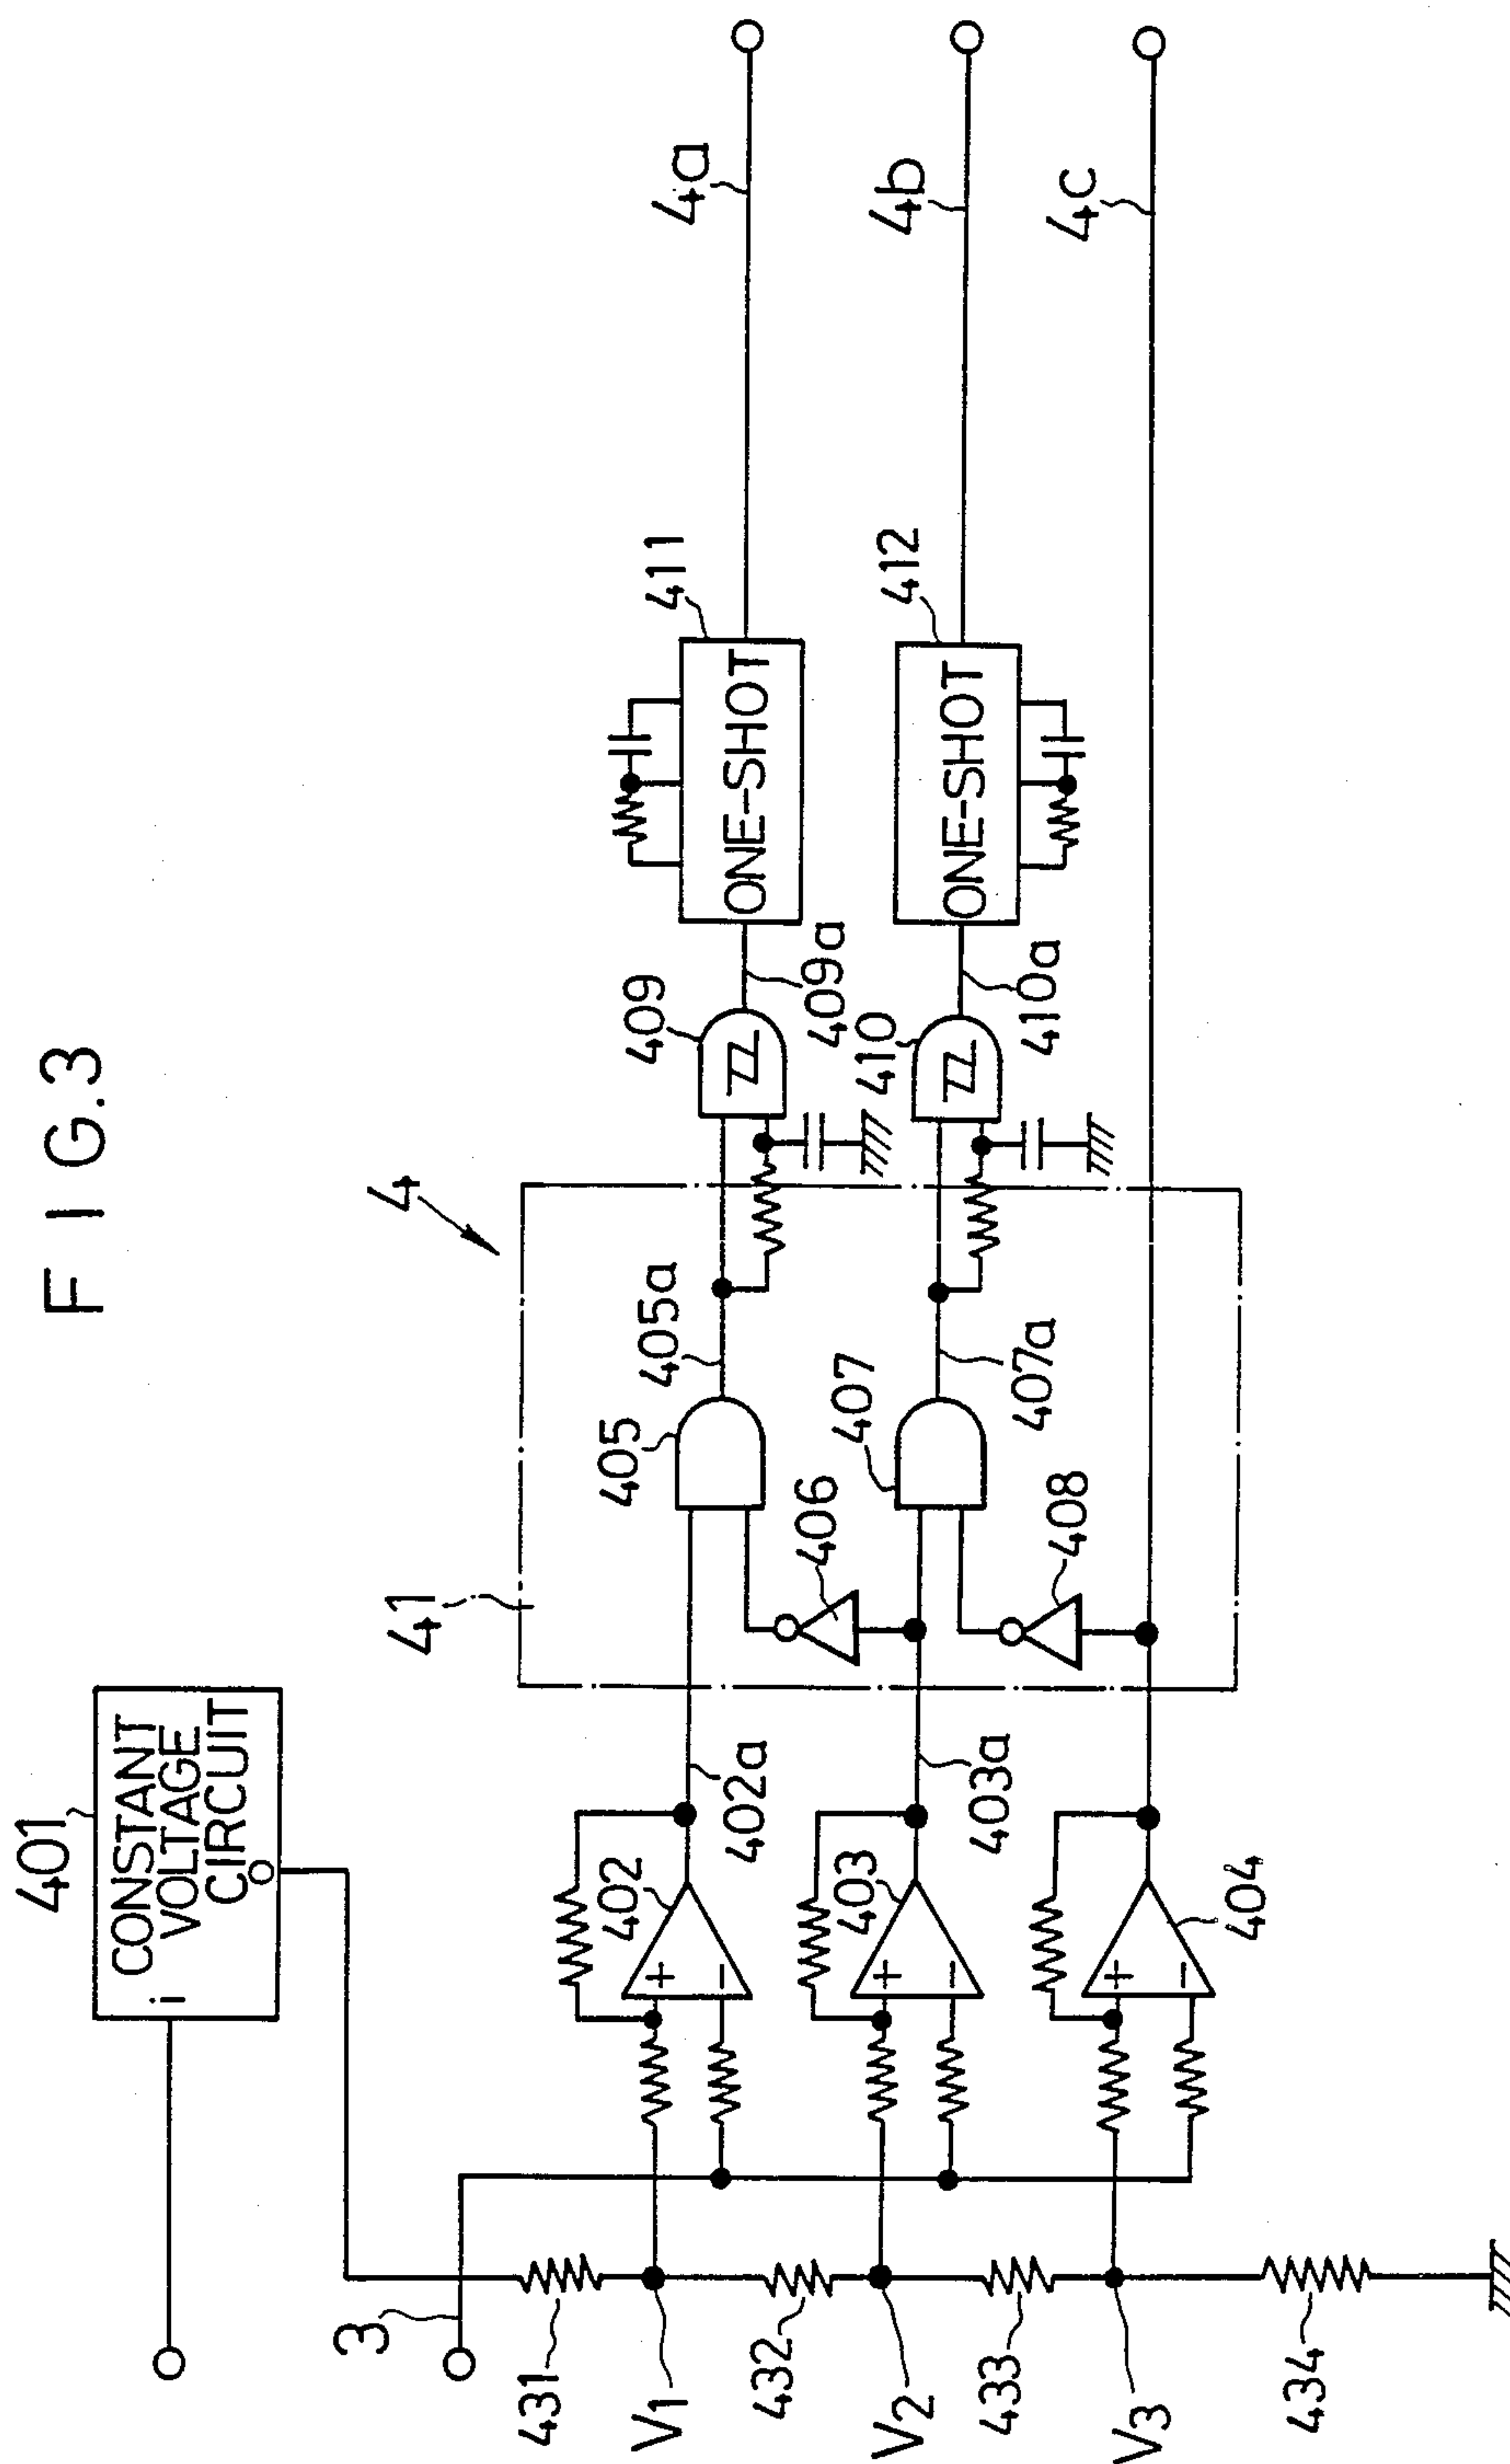 FIG.3
401
CONSTANT
VOLTAGE
CIRCUIT
i
o
4
41
3
431
V1
432
V2
433
V3
434
402
+
−
402a
403
+
−
403a
404
+
−
405
405a
406
407
407a
408
409
409a
410
410a
411
ONE-SHOT
412
ONE-SHOT
4a
4b
4c